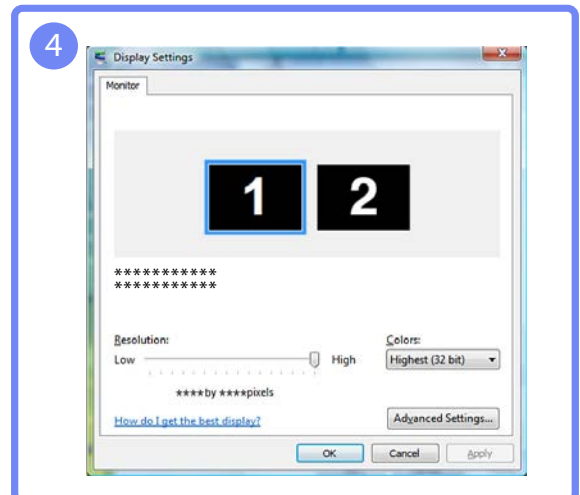 4
Display Settings
Monitor
1 2
***********
***********
Resolution:
Colors:
Low High
Highest (32 bit)
****by ****pixels
How do I get the best display?
Advanced Settings...
OK Cancel Apply